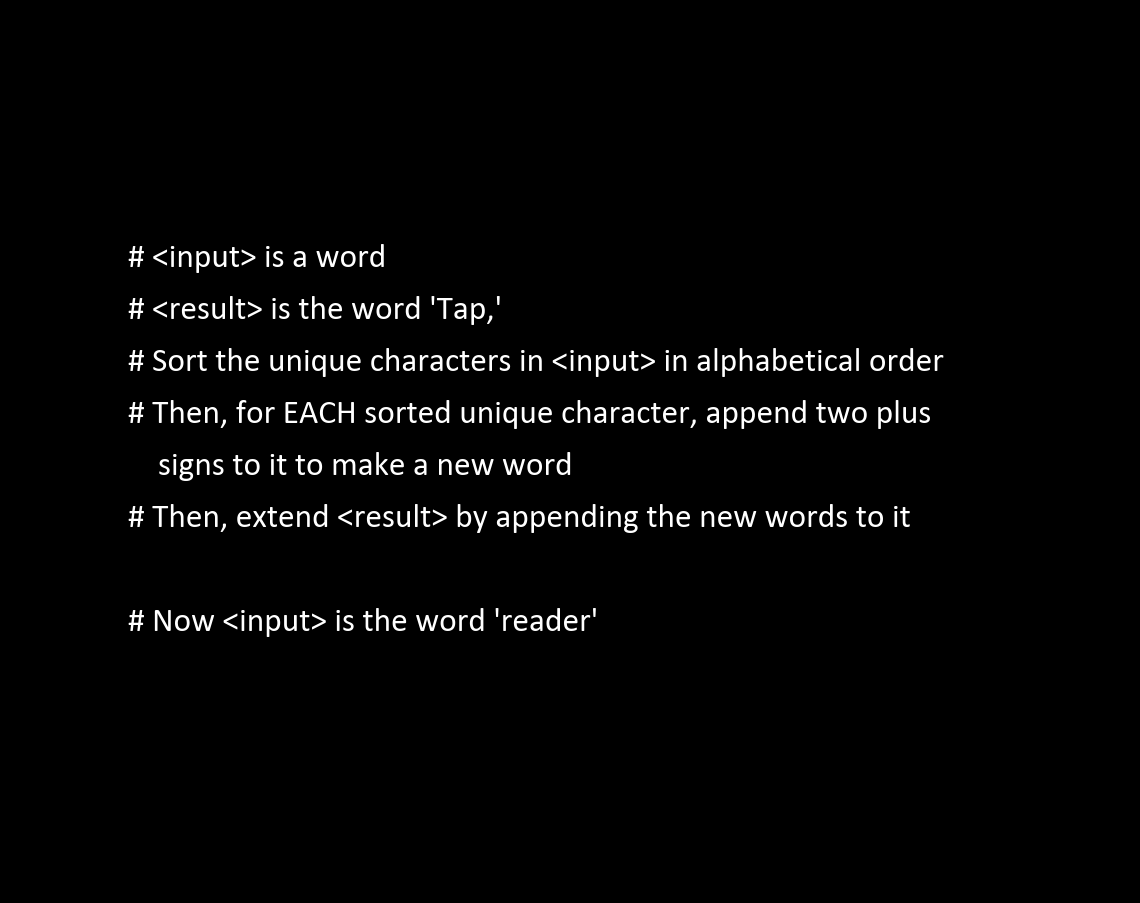 # <input> is a word
# <result> is the word 'Tap,'
# Sort the unique characters in <input> in alphabetical order
# Then, for EACH sorted unique character, append two plus
signs to it to make a new word
# Then, extend <result> by appending the new words to it
# Now <input> is the word 'reader'